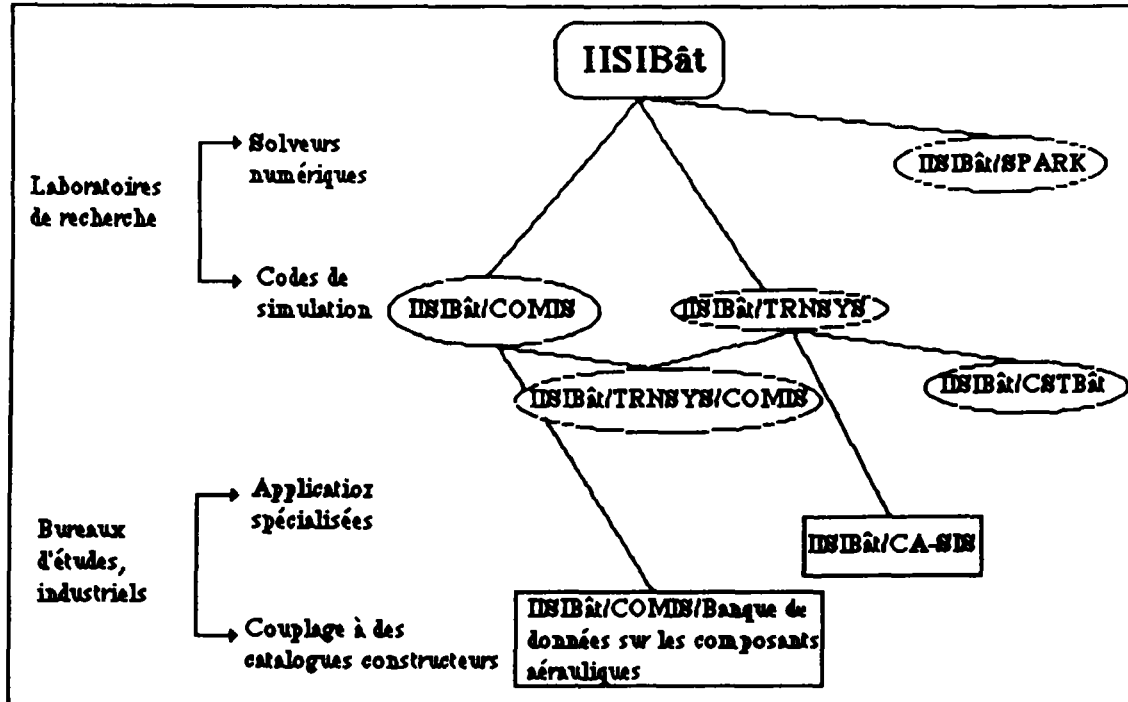 IISIBât
Solveurs
numériques
IISIBât/SPARK
Laboratoires
de recherche
Codes de
simulation
IISIBât/COMIS
IISIBât/TRNSYS
IISIBât/TRNSYS/COMIS
IISIBât/CSTBât
Application
spécialisées
Bureaux
d'études,
industriels
IISIBât/CA-SIS
Couplage à des
catalogues constructeurs
IISIBât/COMIS/Banque de
données sur les composants
aérauliques